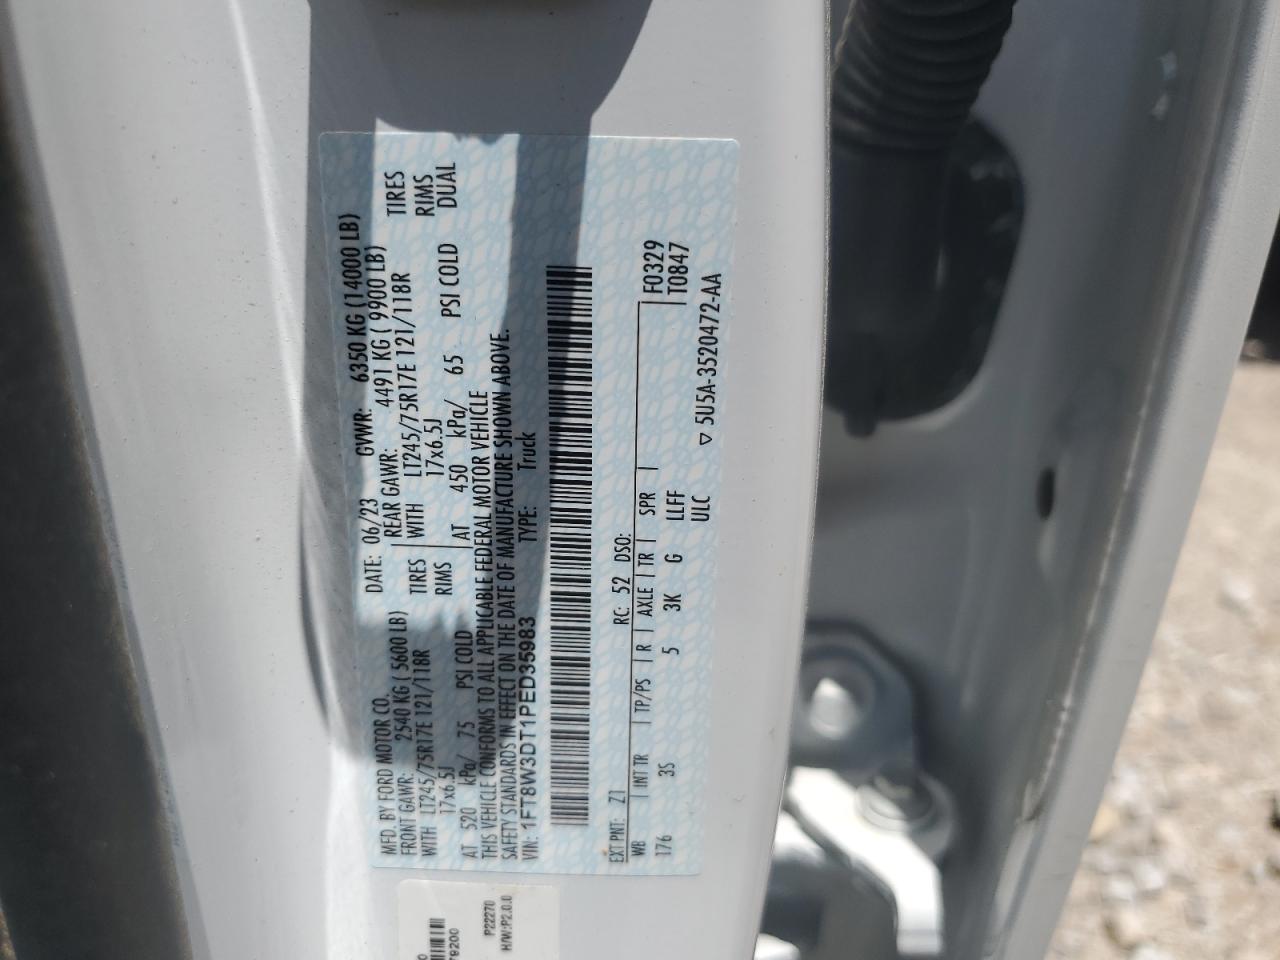 MFD. BY FORD MOTOR CO. DATE: 06/23 GVWR: 6350 KG (14000 LB)
FRONT GAWR: 2540 KG ( 5600 LB) REAR GAWR: 4491 KG ( 9900 LB)
WITH LT245/75R17E 121/118R TIRES WITH LT245/75R17E 121/118R TIRES
17x6.5J RIMS 17x6.5J RIMS
AT 520 kPa/ 75 PSI COLD AT 450 kPa/ 65 PSI COLD DUAL
THIS VEHICLE CONFORMS TO ALL APPLICABLE FEDERAL MOTOR VEHICLE
SAFETY STANDARDS IN EFFECT ON THE DATE OF MANUFACTURE SHOWN ABOVE.
VIN: 1FT8W3DT1PED35983 TYPE: Truck
EXT PNT: Z1 RC: 52 DSO: F0329
WB INT TR TP/PS R AXLE TR SPR T0847
176 3S 5 3K G LLFF
ULC ▽ 5U5A-3520472-AA
P22270
H/W:P2.0.0